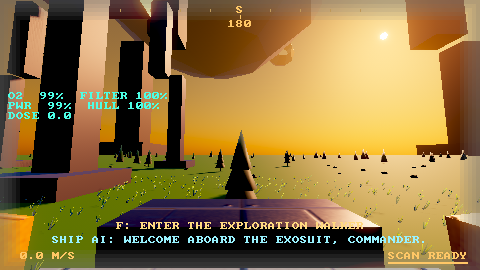 S
180
O2 99% FILTER 100%
PWR 99% HULL 100%
DOSE 0.0
F: ENTER THE EXPLORATION WALKER
SHIP AI: WELCOME ABOARD THE EXOSUIT, COMMANDER.
0.0 M/S
SCAN READY